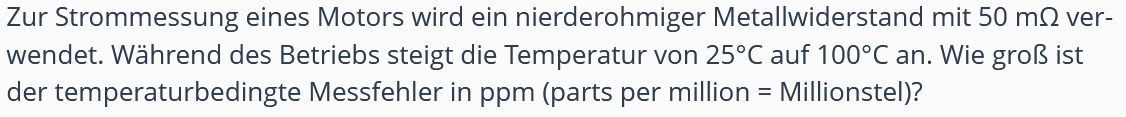 Zur Strommessung eines Motors wird ein nierderohmiger Metallwiderstand mit 50 mΩ ver-
wendet. Während des Betriebs steigt die Temperatur von 25°C auf 100°C an. Wie groß ist
der temperaturbedingte Messfehler in ppm (parts per million = Millionstel)?